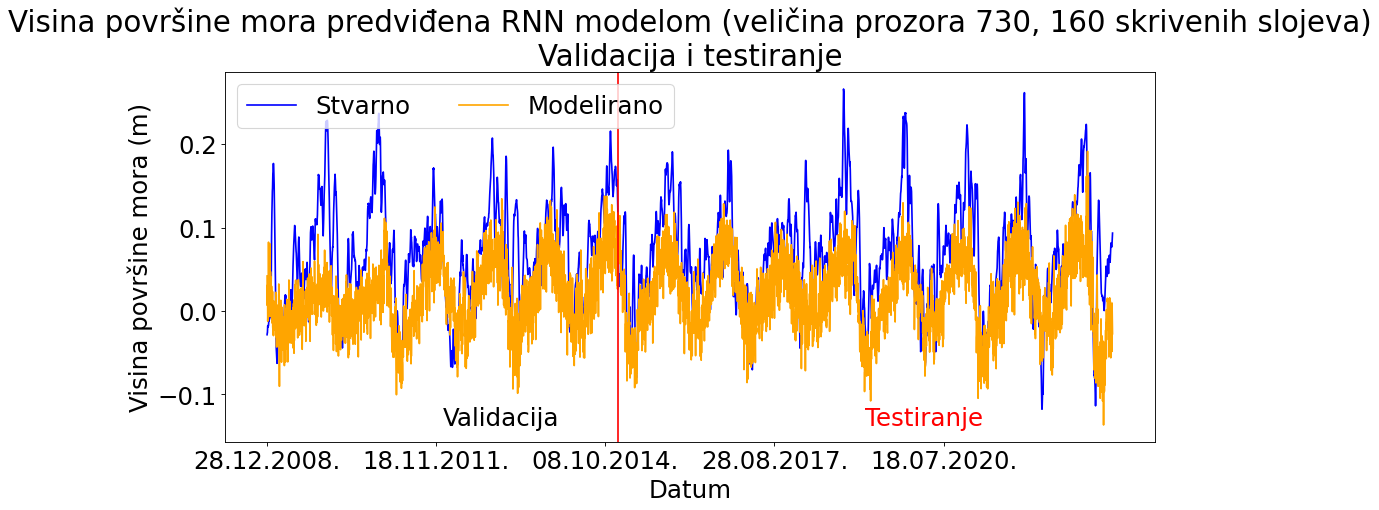 Visina površine mora predviđena RNN modelom (veličina prozora 730, 160 skrivenih slojeva)
Validacija i testiranje
Stvarno Modelirano
Visina površine mora (m)
0.2
0.1
0.0
−0.1
Validacija Testiranje
28.12.2008. 18.11.2011. 08.10.2014. 28.08.2017. 18.07.2020.
Datum